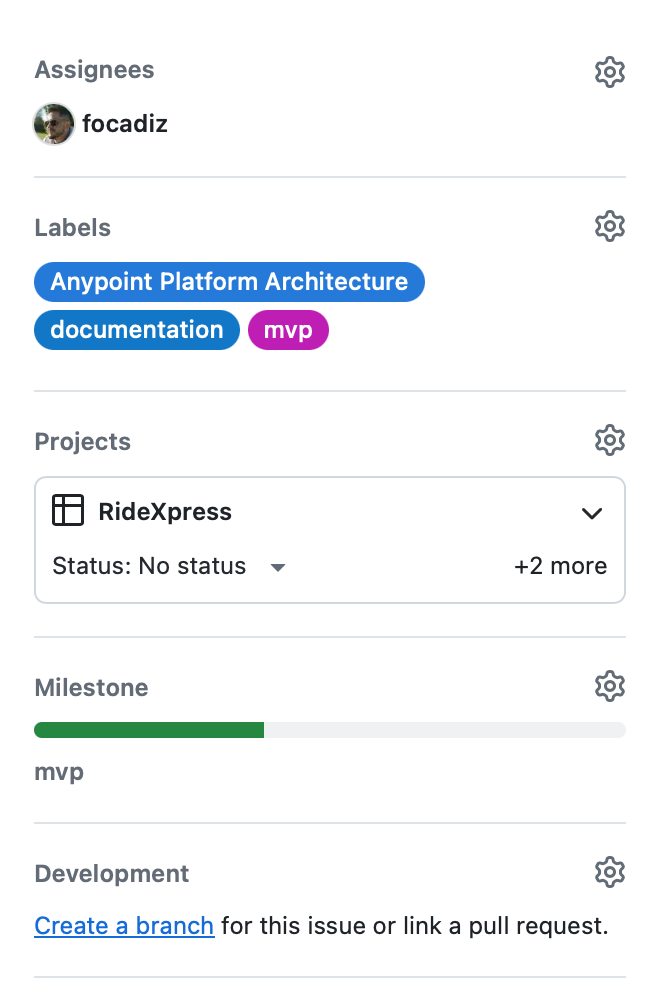 Assignees
focadiz
Labels
Anypoint Platform Architecture
documentation mvp
Projects
RideXpress
Status: No status +2 more
Milestone
mvp
Development
Create a branch for this issue or link a pull request.